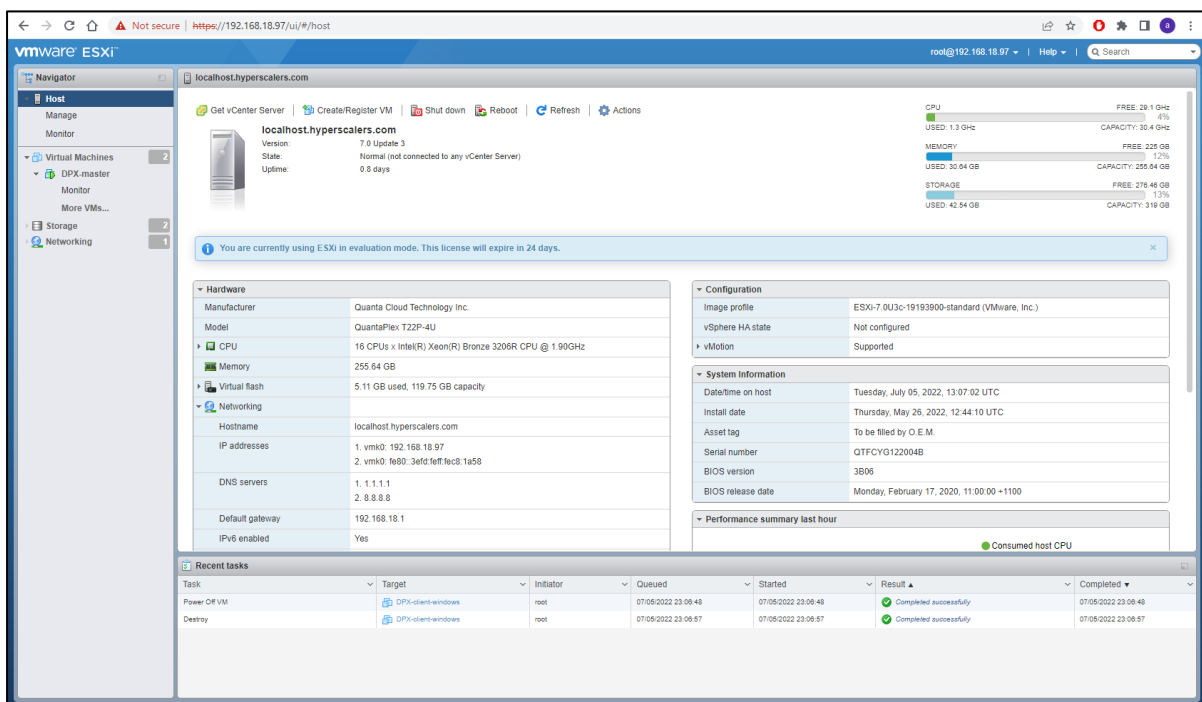 Not secure | https://192.168.18.97/ui/#/host
a
vmware ESXi™
root@192.168.18.97 | Help | Search
Navigator
localhost.hyperscalers.com
Host
Manage
Monitor
Virtual Machines 2
DPX-master
Monitor
More VMs...
Storage 2
Networking 1
Get vCenter Server | Create/Register VM | Shut down Reboot | Refresh | Actions
localhost.hyperscalers.com
Version: 7.0 Update 3
State: Normal (not connected to any vCenter Server)
Uptime: 0.8 days
CPU FREE: 29.1 GHz
4%
USED: 1.3 GHz CAPACITY: 30.4 GHz
MEMORY FREE: 225 GB
12%
USED: 30.64 GB CAPACITY: 255.64 GB
STORAGE FREE: 276.46 GB
13%
USED: 42.54 GB CAPACITY: 319 GB
You are currently using ESXi in evaluation mode. This license will expire in 24 days.
Hardware
Manufacturer Quanta Cloud Technology Inc.
Model QuantaPlex T22P-4U
CPU 16 CPUs x Intel(R) Xeon(R) Bronze 3206R CPU @ 1.90GHz
Memory 255.64 GB
Virtual flash 5.11 GB used, 119.75 GB capacity
Networking
Hostname localhost.hyperscalers.com
IP addresses 1. vmk0: 192.168.18.97
2. vmk0: fe80::3efd:feff:fec8:1a58
DNS servers 1. 1.1.1.1
2. 8.8.8.8
Default gateway 192.168.18.1
IPv6 enabled Yes
Configuration
Image profile ESXi-7.0U3c-19193900-standard (VMware, Inc.)
vSphere HA state Not configured
vMotion Supported
System Information
Date/time on host Tuesday, July 05, 2022, 13:07:02 UTC
Install date Thursday, May 26, 2022, 12:44:10 UTC
Asset tag To be filled by O.E.M.
Serial number QTFCYG122004B
BIOS version 3B06
BIOS release date Monday, February 17, 2020, 11:00:00 +1100
Performance summary last hour
Consumed host CPU
Recent tasks
Task Target Initiator Queued Started Result Completed
Power Off VM DPX-client-windows root 07/05/2022 23:06:48 07/05/2022 23:06:48 Completed successfully 07/05/2022 23:06:48
Destroy DPX-client-windows root 07/05/2022 23:06:57 07/05/2022 23:06:57 Completed successfully 07/05/2022 23:06:57